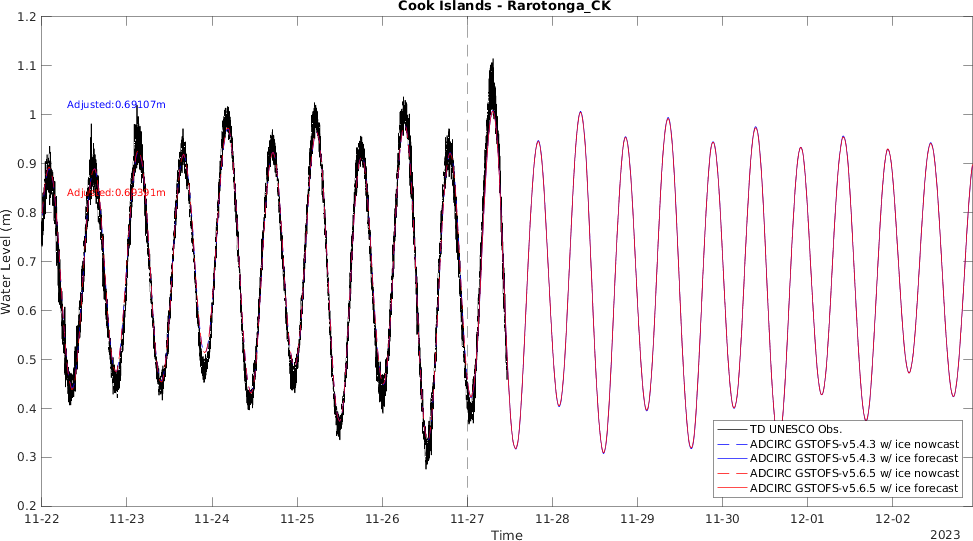 Cook Islands - Rarotonga_CK
1.2
1.1
1
0.9
0.8
0.7
0.6
0.5
0.4
0.3
0.2
Water Level (m)
Adjusted:0.69107m
Adjusted:0.69391m
TD UNESCO Obs.
ADCIRC GSTOFS-v5.4.3 w/ ice nowcast
ADCIRC GSTOFS-v5.4.3 w/ ice forecast
ADCIRC GSTOFS-v5.6.5 w/ ice nowcast
ADCIRC GSTOFS-v5.6.5 w/ ice forecast
11-22 11-23 11-24 11-25 11-26 11-27 11-28 11-29 11-30 12-01 12-02
Time
2023